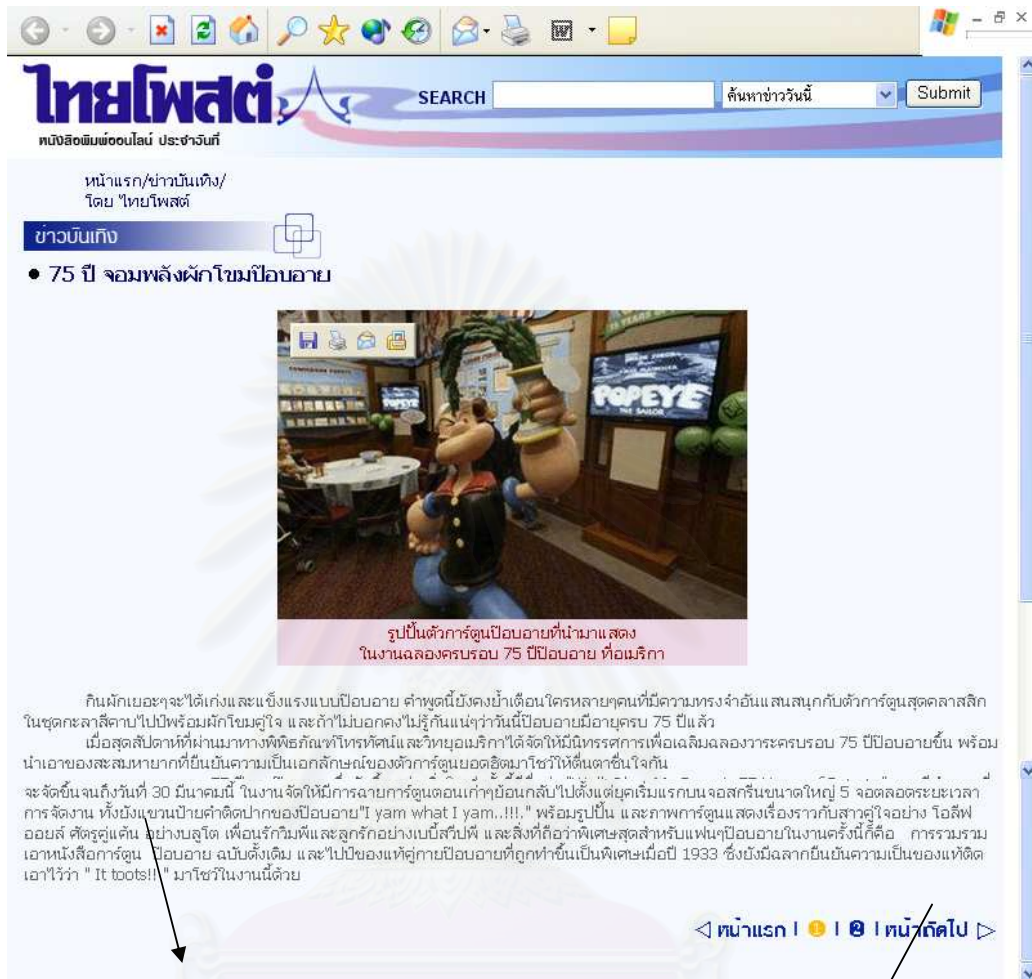 ไทยโพสต์
SEARCH ค้นหาข่าววันนี้ Submit
หนังสือพิมพ์ออนไลน์ ประจำวันที่
หน้าแรก/ข่าวบันเทิง/
โดย ไทยโพสต์
ข่าวบันเทิง
• 75 ปี จอมพลังผักโขมป๊อบอาย
POPEYE
THE SAILOR
รูปปั้นตัวการ์ตูนป๊อบอายที่นำมาแสดง
ในงานฉลองครบรอบ 75 ปีป๊อบอาย ที่อเมริกา
กินผักเยอะๆจะได้เก่งและแข็งแรงแบบป๊อบอาย คำพูดนี้ยังคงย้ำเตือนใครหลายๆคนที่มีความทรงจำอันแสนสนุกกับตัวการ์ตูนสุดคลาสสิก
ในชุดกะลาสีคาบไปป์พร้อมผักโขมคู่ใจ และถ้าไม่บอกคงไม่รู้กันแน่ๆว่าวันนี้ป๊อบอายมีอายุครบ 75 ปีแล้ว
เมื่อสุดสัปดาห์ที่ผ่านมาทางพิพิธภัณฑ์โทรทัศน์และวิทยุอเมริกาได้จัดให้มีนิทรรศการเพื่อเฉลิมฉลองวาระครบรอบ 75 ปีป๊อบอายขึ้น พร้อม
นำเอาของสะสมหายากที่ยืนยันความเป็นเอกลักษณ์ของตัวการ์ตูนยอดฮิตมาโชว์ให้ตื่นตาชื่นใจกัน
จะจัดขึ้นจนถึงวันที่ 30 มีนาคมนี้ ในงานจัดให้มีการฉายการ์ตูนตอนเก่าๆย้อนกลับไปตั้งแต่ยุคเริ่มแรกบนจอสกรีนขนาดใหญ่ 5 จอตลอดระยะเวลา
การจัดงาน ทั้งยังแขวนป้ายคำติดปากของป๊อบอาย"I yam what I yam..!!!," พร้อมรูปปั้น และภาพการ์ตูนแสดงเรื่องราวกับสาวคู่ใจอย่าง โอลีฟ
ออยล์ ศัตรูคู่แค้น อย่างบลูโต เพื่อนรักวิมพีและลูกรักอย่างเบบี้สวีปพี และสิ่งที่ถือว่าพิเศษสุดสำหรับแฟนๆป๊อบอายในงานครั้งนี้ก็คือ การรวมรวม
เอาหนังสือการ์ตูน ป๊อบอาย ฉบับดั้งเดิม และไปป์ของแท้คู่กายป๊อบอายที่ถูกทำขึ้นเป็นพิเศษเมื่อปี 1933 ซึ่งยังมีฉลากยืนยันความเป็นของแท้ติด
เอาไว้ว่า " It toots!! " มาโชว์ในงานนี้ด้วย
◁ หน้าแรก | 1 | 2 | หน้าถัดไป ▷